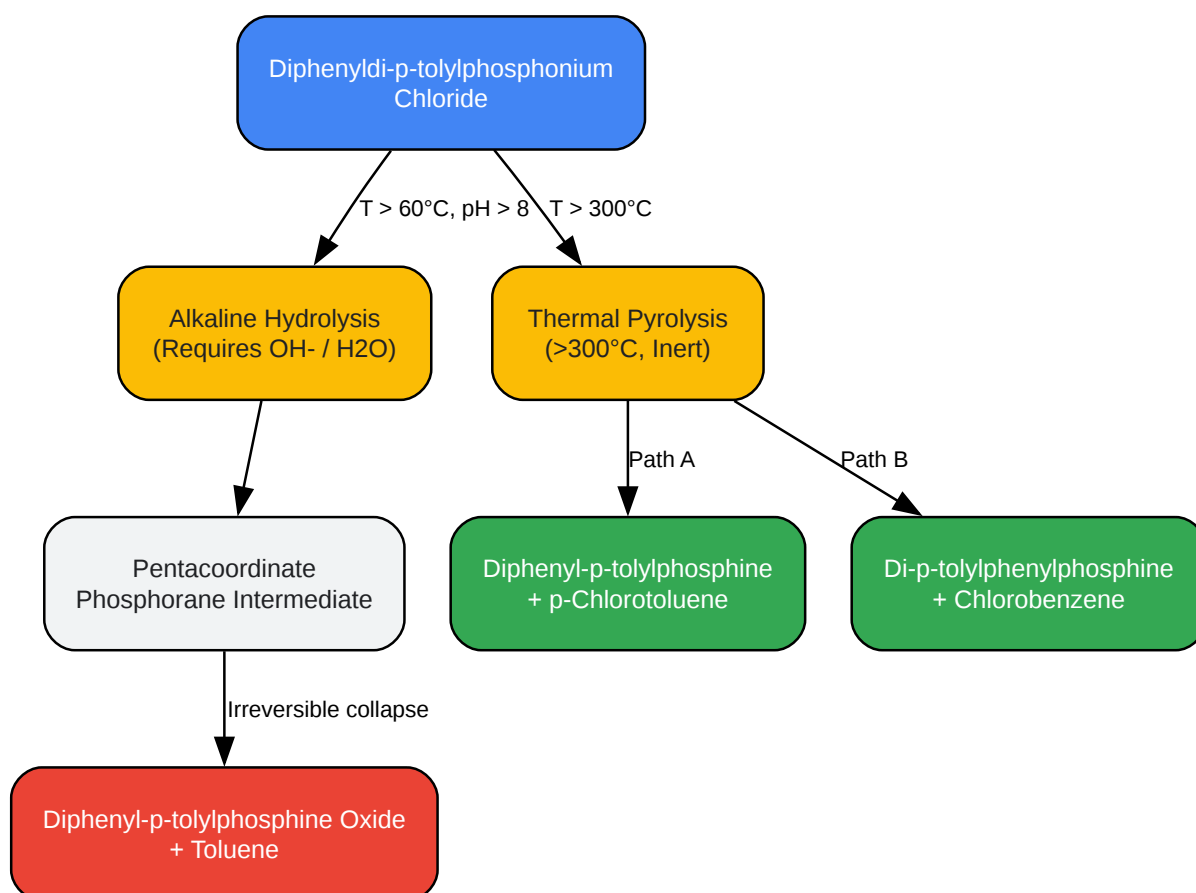 Diphenyldi-p-tolylphosphonium
Chloride
T > 60°C, pH > 8
T > 300°C
Alkaline Hydrolysis
(Requires OH- / H2O)
Thermal Pyrolysis
(>300°C, Inert)
Path A
Path B
Pentacoordinate
Phosphorane Intermediate
Diphenyl-p-tolylphosphine
+ p-Chlorotoluene
Di-p-tolylphenylphosphine
+ Chlorobenzene
Irreversible collapse
Diphenyl-p-tolylphosphine Oxide
+ Toluene